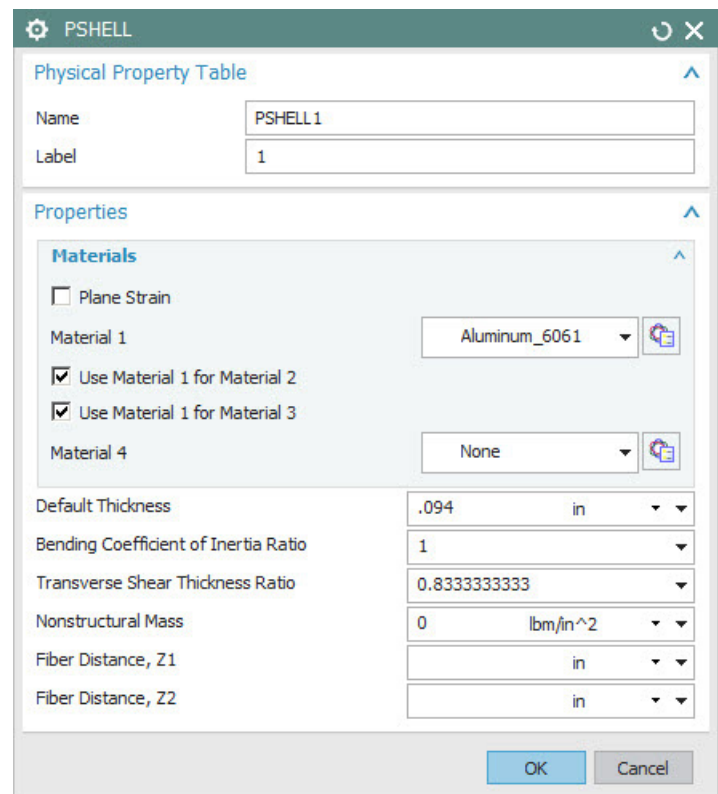 PSHELL
Physical Property Table
Name PSHELL1
Label 1
Properties
Materials
Plane Strain
Material 1 Aluminum_6061
Use Material 1 for Material 2
Use Material 1 for Material 3
Material 4 None
Default Thickness .094 in
Bending Coefficient of Inertia Ratio 1
Transverse Shear Thickness Ratio 0.8333333333
Nonstructural Mass 0 lbm/in^2
Fiber Distance, Z1 in
Fiber Distance, Z2 in
OK Cancel